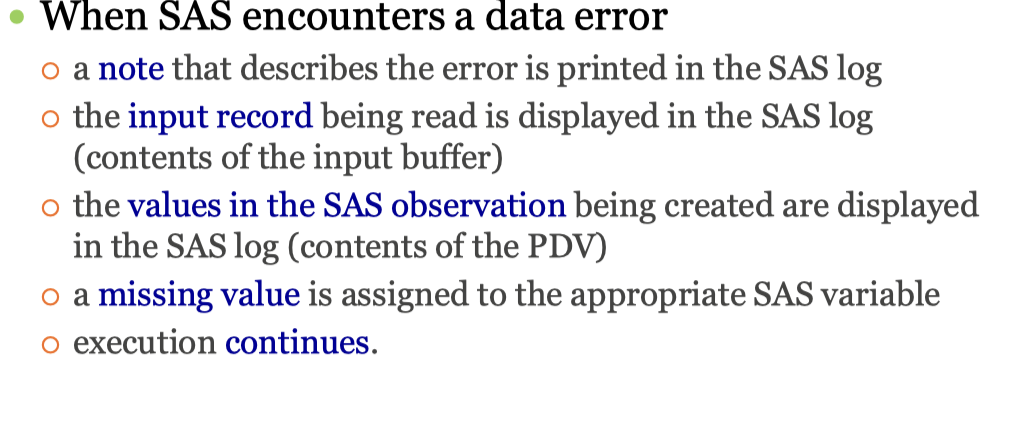 When SAS encounters a data error
a note that describes the error is printed in the SAS log
the input record being read is displayed in the SAS log
(contents of the input buffer)
the values in the SAS observation being created are displayed
in the SAS log (contents of the PDV)
a missing value is assigned to the appropriate SAS variable
execution continues.